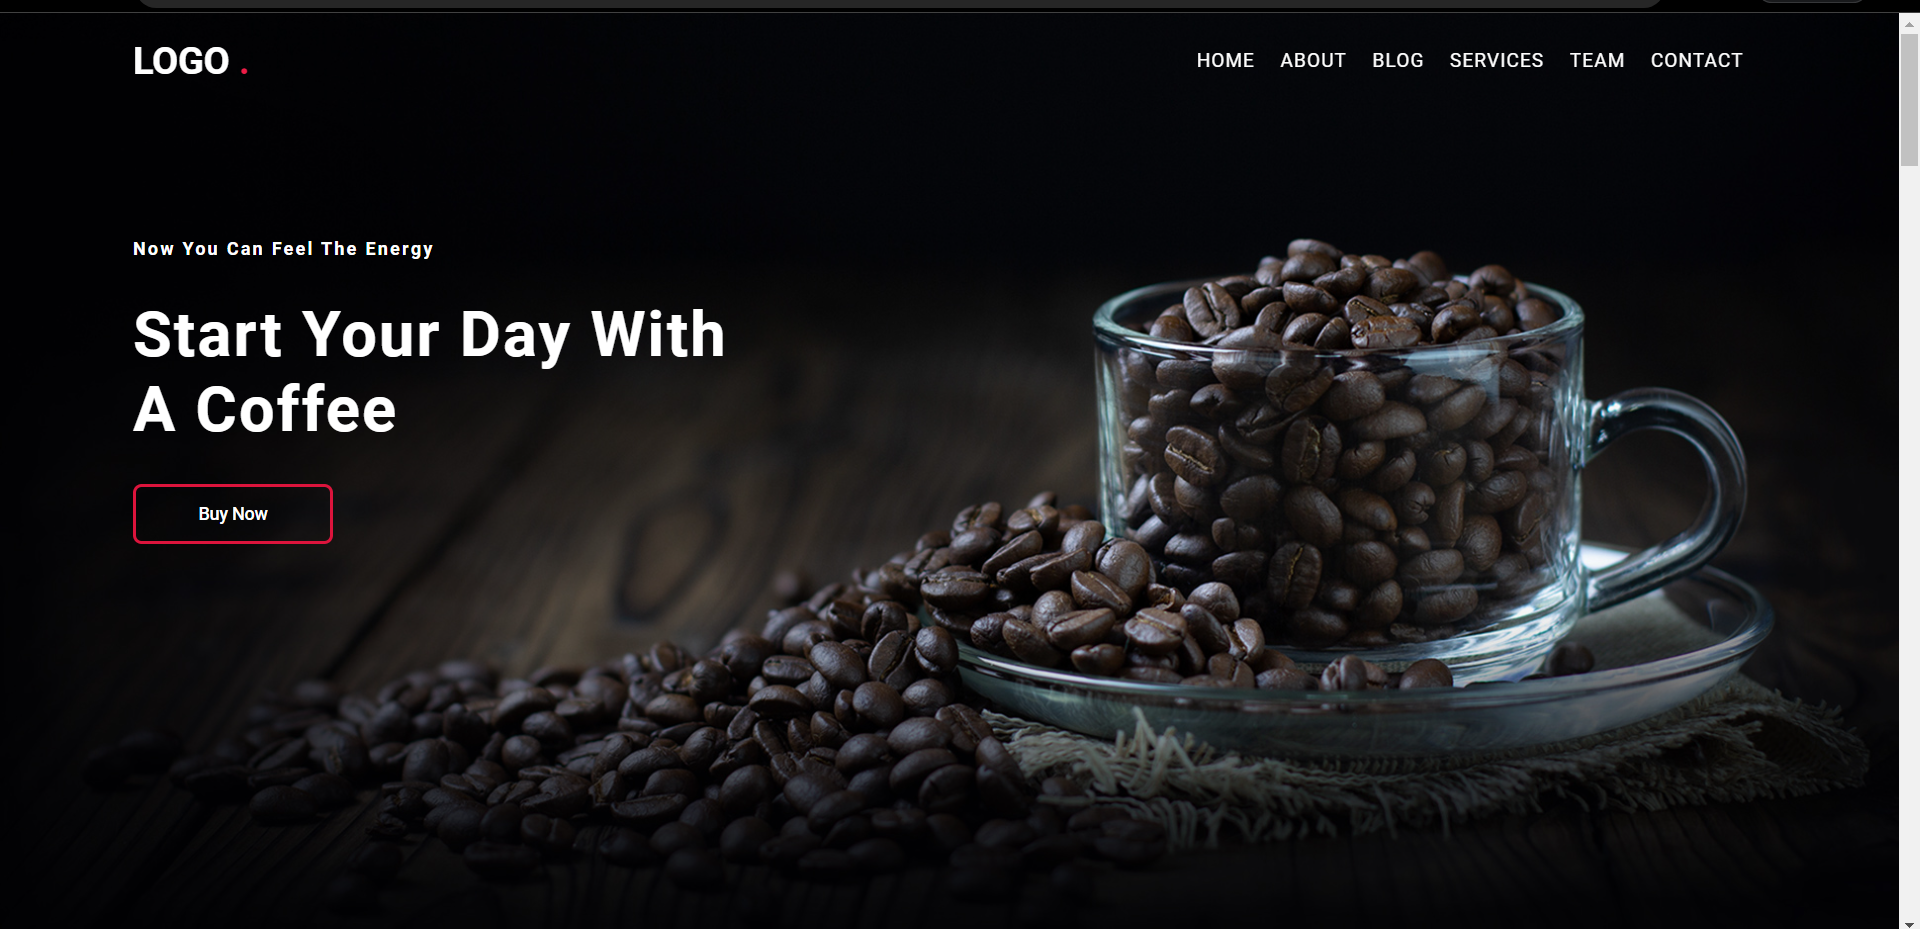 LOGO .
HOME ABOUT BLOG SERVICES TEAM CONTACT
Now You Can Feel The Energy
Start Your Day With
A Coffee
Buy Now